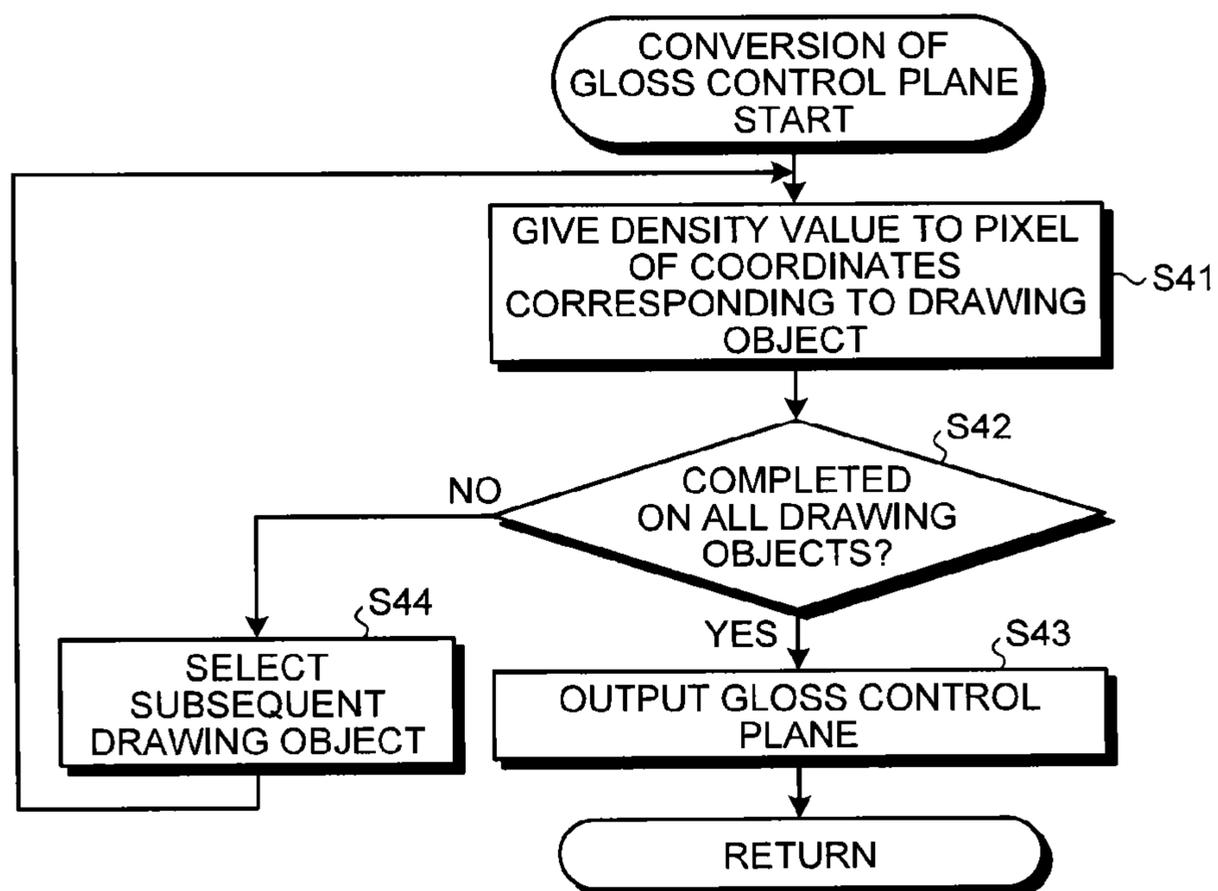 CONVERSION OF
GLOSS CONTROL PLANE
START
GIVE DENSITY VALUE TO PIXEL
OF COORDINATES
CORRESPONDING TO DRAWING
OBJECT
S41
S42
COMPLETED
ON ALL DRAWING
OBJECTS?
NO
YES
S44
SELECT
SUBSEQUENT
DRAWING OBJECT
S43
OUTPUT GLOSS CONTROL
PLANE
RETURN